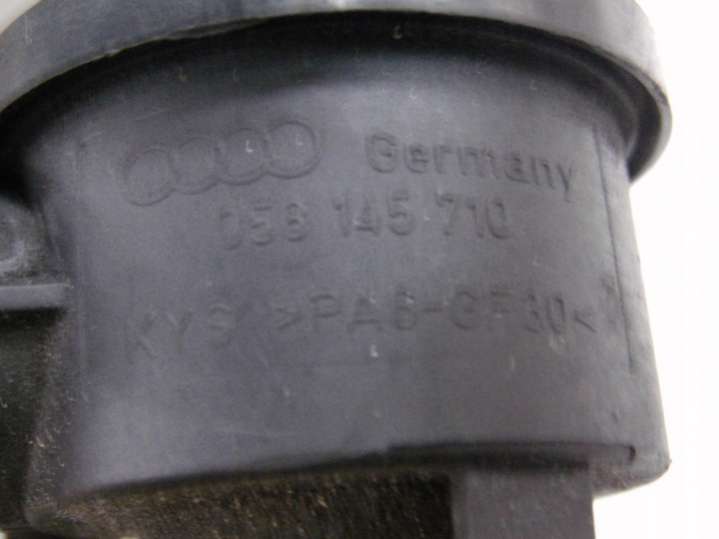 Germany
058 145 710
KYS >PA6-GF30<